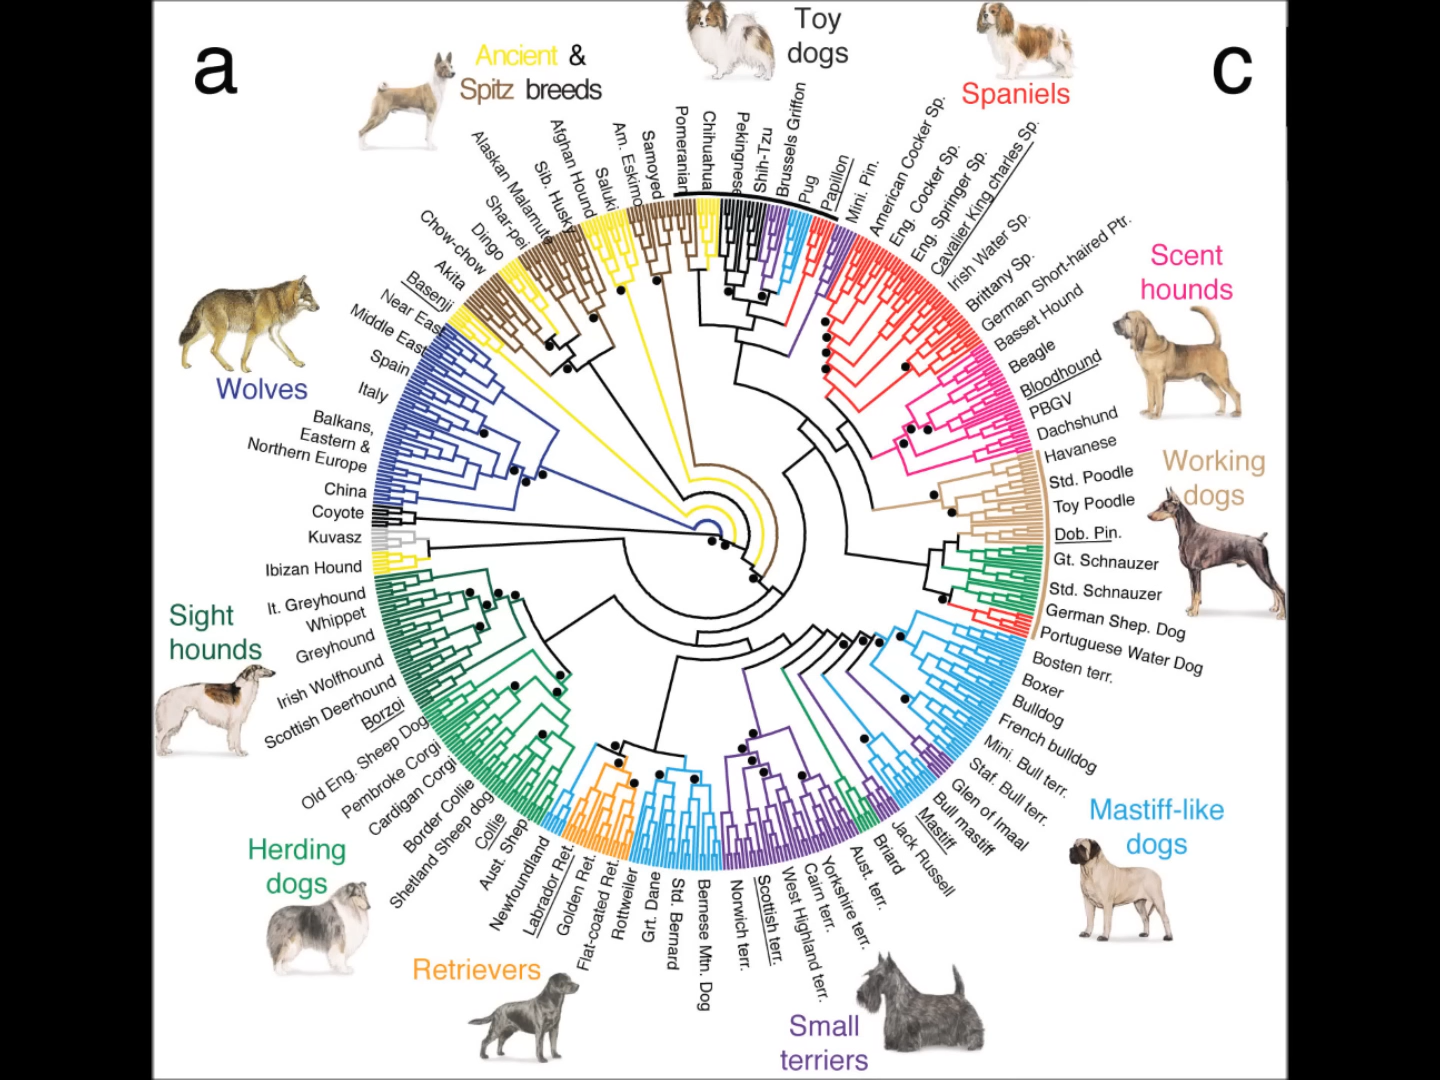 a
c
Ancient &
Spitz breeds
Toy
dogs
Spaniels
Scent
hounds
Working
dogs
Mastiff-like
dogs
Small
terriers
Retrievers
Herding
dogs
Sight
hounds
Wolves
Near East
Middle East
Spain
Italy
Balkans,
Eastern &
Northern Europe
China
Coyote
Kuvasz
Ibizan Hound
It. Greyhound
Whippet
Greyhound
Irish Wolfhound
Scottish Deerhound
Borzoi
Old Eng. Sheep Dog
Pembroke Corgi
Cardigan Corgi
Border Collie
Shetland Sheep dog
Collie
Aust. Shep
Newfoundland
Labrador Ret.
Golden Ret.
Flat-coated Ret.
Rottweiler
Grt. Dane
Std. Bernard
Bernese Mtn. Dog
Norwich terr.
Scottish terr.
West Highland terr.
Cairn terr.
Yorkshire terr.
Aust. terr.
Briard
Jack Russell
Mastiff
Bull mastiff
Glen of Imaal
Staf. Bull terr.
Mini. Bull terr.
French bulldog
Bulldog
Boxer
Bosten terr.
Portuguese Water Dog
German Shep. Dog
Std. Schnauzer
Gt. Schnauzer
Dob. Pin.
Toy Poodle
Std. Poodle
Havanese
Dachshund
PBGV
Bloodhound
Beagle
Basset Hound
German Short-haired Ptr.
Brittany Sp.
Irish Water Sp.
Cavalier King charles Sp.
Eng. Springer Sp.
Eng. Cocker Sp.
American Cocker Sp.
Mini. Pin.
Papillon
Pug
Brussels Griffon
Shih-Tzu
Pekingnese
Chihuahua
Pomeranian
Samoyed
Am. Eskimo
Saluki
Afghan Hound
Sib. Husky
Alaskan Malamute
Shar-pei
Dingo
Chow-chow
Akita
Basenji